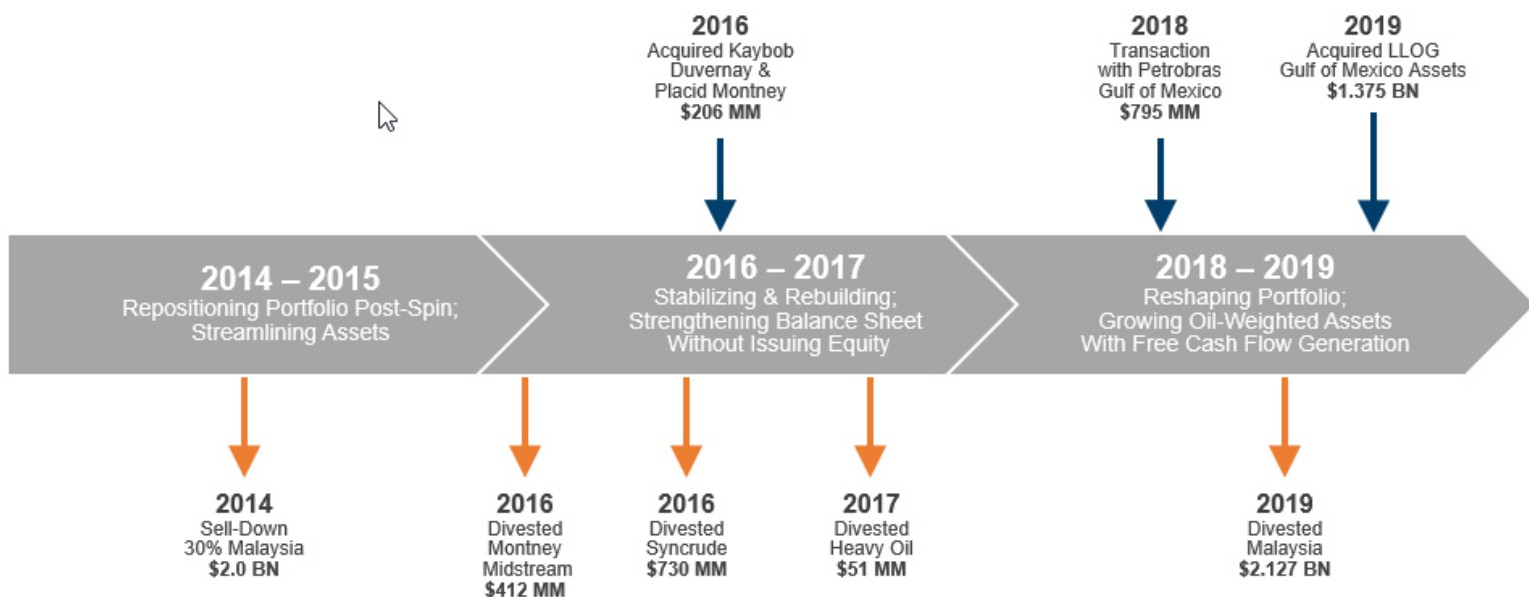 2016
Acquired Kaybob
Duvernay &
Placid Montney
$206 MM
2018
Transaction
with Petrobras
Gulf of Mexico
$795 MM
2019
Acquired LLOG
Gulf of Mexico Assets
$1.375 BN
2014 – 2015
Repositioning Portfolio Post-Spin;
Streamlining Assets
2016 – 2017
Stabilizing & Rebuilding;
Strengthening Balance Sheet
Without Issuing Equity
2018 – 2019
Reshaping Portfolio;
Growing Oil-Weighted Assets
With Free Cash Flow Generation
2014
Sell-Down
30% Malaysia
$2.0 BN
2016
Divested
Montney
Midstream
$412 MM
2016
Divested
Syncrude
$730 MM
2017
Divested
Heavy Oil
$51 MM
2019
Divested
Malaysia
$2.127 BN